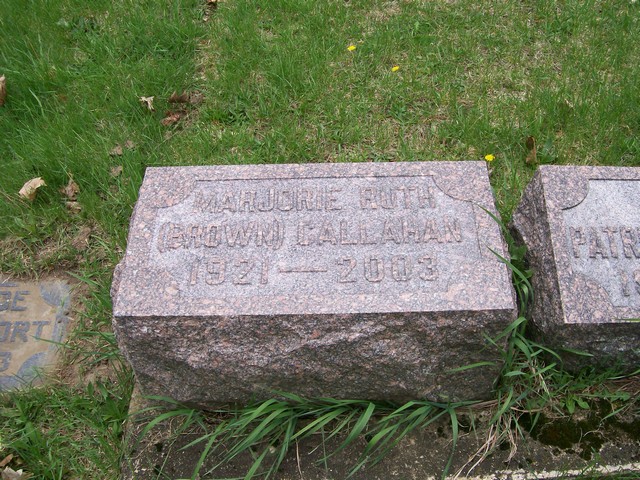 MARJORIE RUTH
(BROWN) CALLAHAN
1921 — 2003